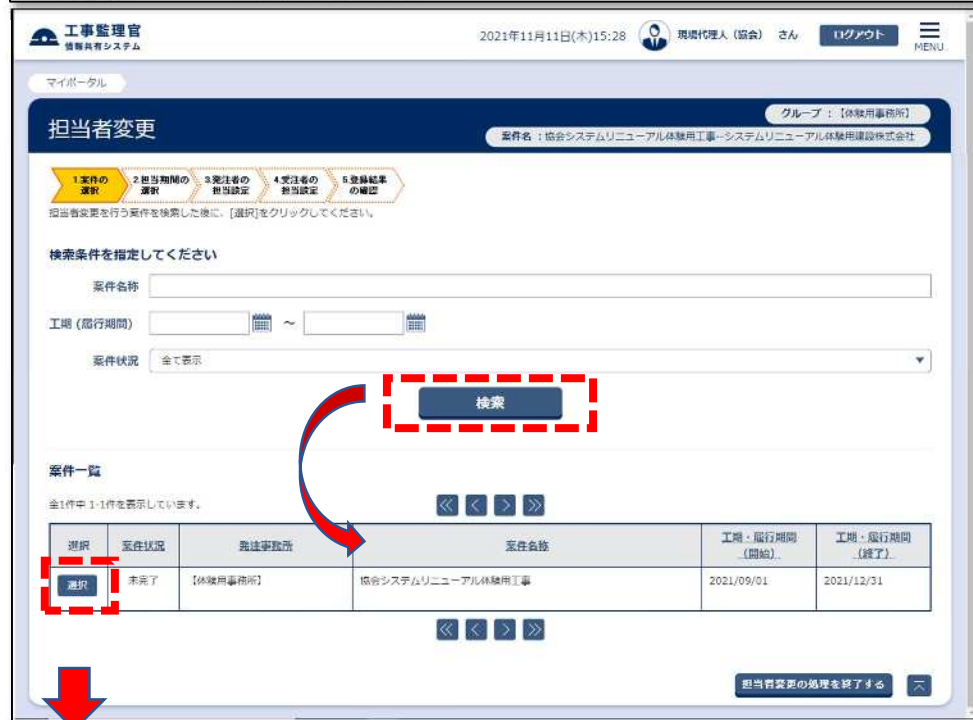 工事監理官
情報共有システム
2021年11月11日(木)15:28 現場代理人（協会） さん ログアウト MENU
マイポータル
担当者変更
グループ：【体験用事務所】
案件名：協会システムリニューアル体験用工事--システムリニューアル体験用建設株式会社
1.案件の選択 2.担当期間の選択 3.発注者の担当設定 4.受注者の担当設定 5.登録結果の確認
担当者変更を行う案件を検索した後に、[選択]をクリックしてください。
検索条件を指定してください
案件名称
工期 (履行期間) ～
案件状況 全て表示
検索
案件一覧
全1件中 1-1件を表示しています。
選択 案件状況 発注事務所 案件名称 工期・履行期間(開始) 工期・履行期間(終了)
選択 未完了 【体験用事務所】 協会システムリニューアル体験用工事 2021/09/01 2021/12/31
担当者変更の処理を終了する